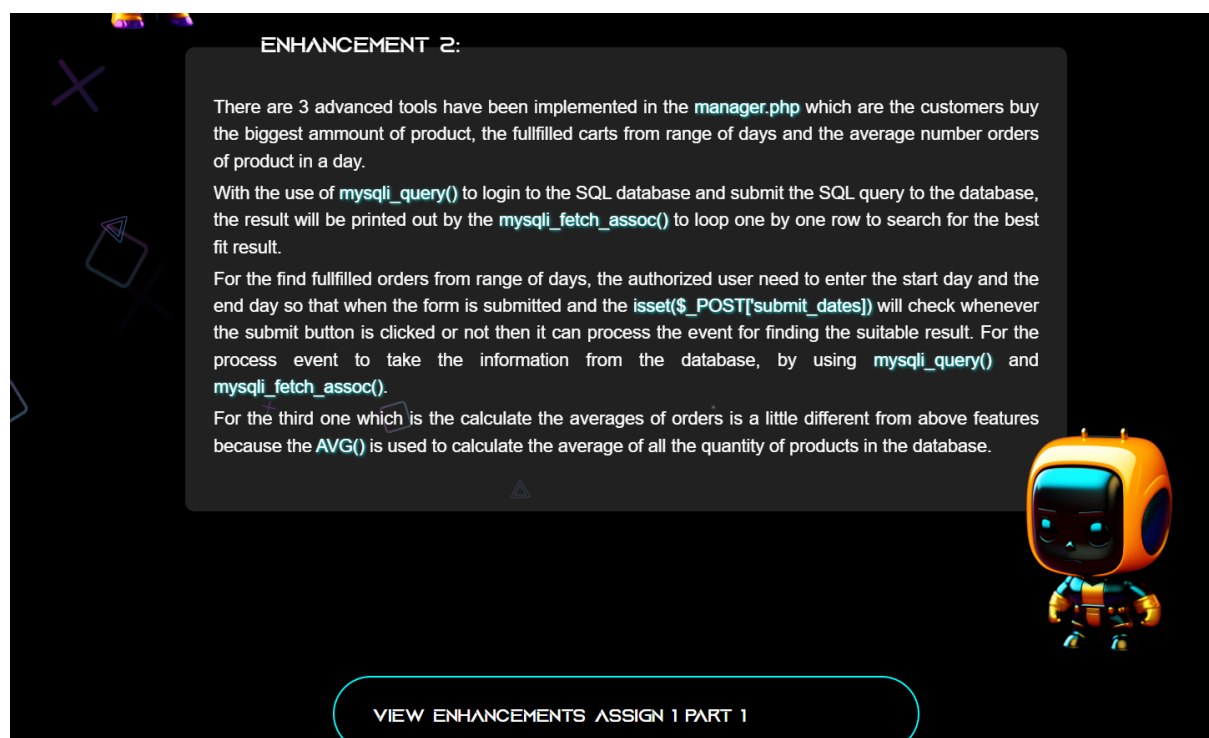 ENHANCEMENT 2:
There are 3 advanced tools have been implemented in the manager.php which are the customers buy
the biggest ammount of product, the fullfilled carts from range of days and the average number orders
of product in a day.
With the use of mysqli_query() to login to the SQL database and submit the SQL query to the database,
the result will be printed out by the mysqli_fetch_assoc() to loop one by one row to search for the best
fit result.
For the find fullfilled orders from range of days, the authorized user need to enter the start day and the
end day so that when the form is submitted and the isset($_POST['submit_dates]) will check whenever
the submit button is clicked or not then it can process the event for finding the suitable result. For the
process event to take the information from the database, by using mysqli_query() and
mysqli_fetch_assoc().
For the third one which is the calculate the averages of orders is a little different from above features
because the AVG() is used to calculate the average of all the quantity of products in the database.
VIEW ENHANCEMENTS ASSIGN 1 PART 1